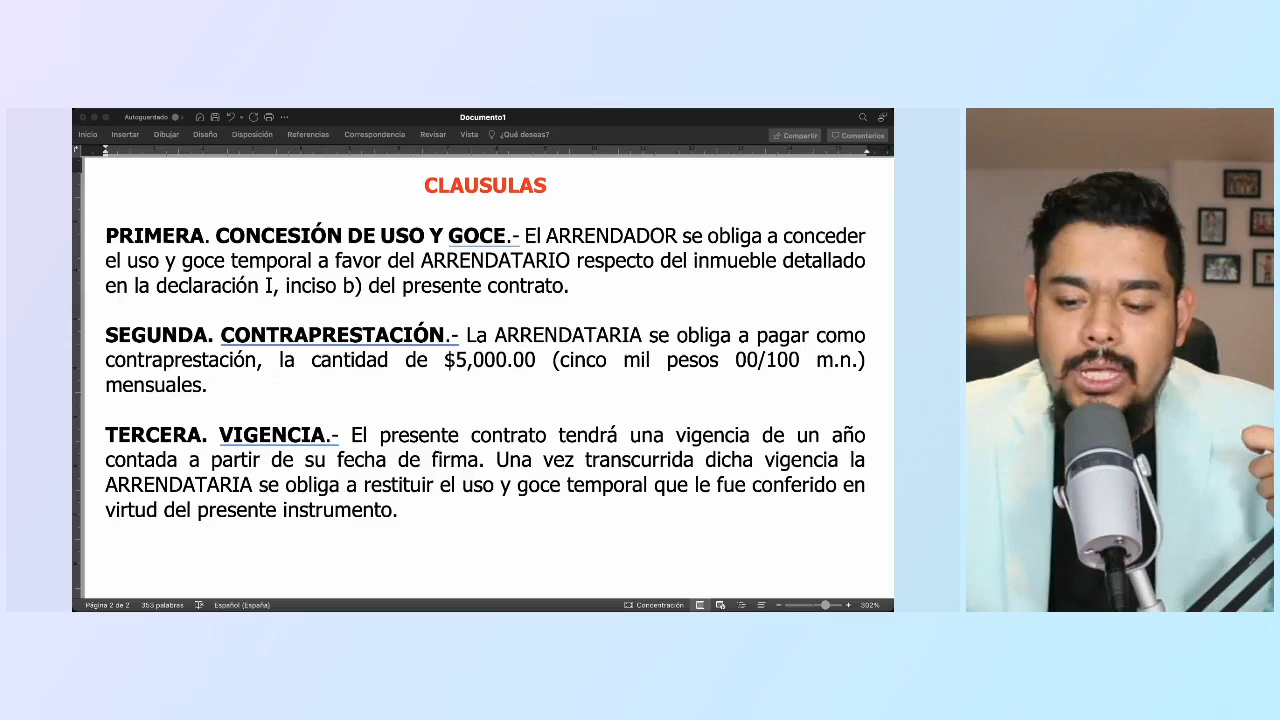 Autoguardado
Documento1
Inicio Insertar Dibujar Diseño Disposición Referencias Correspondencia Revisar Vista ¿Qué deseas? Compartir Comentarios
CLAUSULAS
PRIMERA. CONCESIÓN DE USO Y GOCE.- El ARRENDADOR se obliga a conceder
el uso y goce temporal a favor del ARRENDATARIO respecto del inmueble detallado
en la declaración I, inciso b) del presente contrato.
SEGUNDA. CONTRAPRESTACIÓN.- La ARRENDATARIA se obliga a pagar como
contraprestación, la cantidad de $5,000.00 (cinco mil pesos 00/100 m.n.)
mensuales.
TERCERA. VIGENCIA.- El presente contrato tendrá una vigencia de un año
contada a partir de su fecha de firma. Una vez transcurrida dicha vigencia la
ARRENDATARIA se obliga a restituir el uso y goce temporal que le fue conferido en
virtud del presente instrumento.
Página 2 de 2 353 palabras Español (España) Concentración 302%